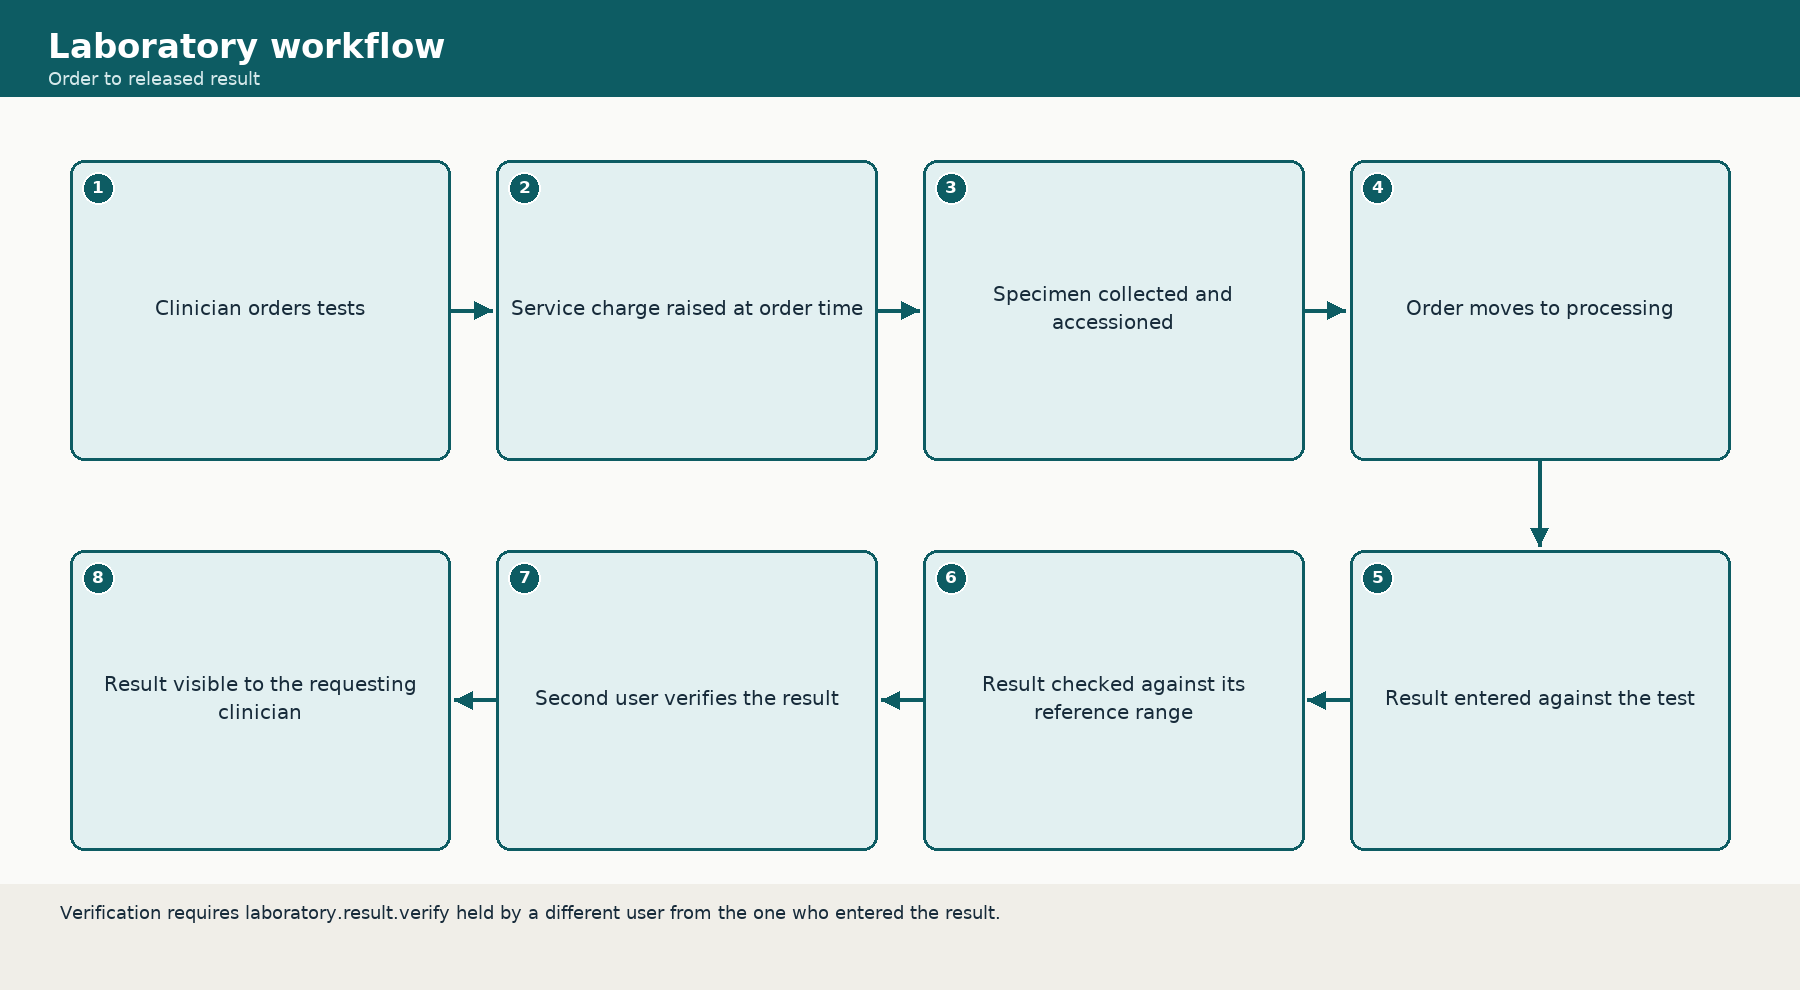 Laboratory workflow
Order to released result
1
Clinician orders tests
2
Service charge raised at order time
3
Specimen collected and
accessioned
4
Order moves to processing
5
Result entered against the test
6
Result checked against its
reference range
7
Second user verifies the result
8
Result visible to the requesting
clinician
Verification requires laboratory.result.verify held by a different user from the one who entered the result.